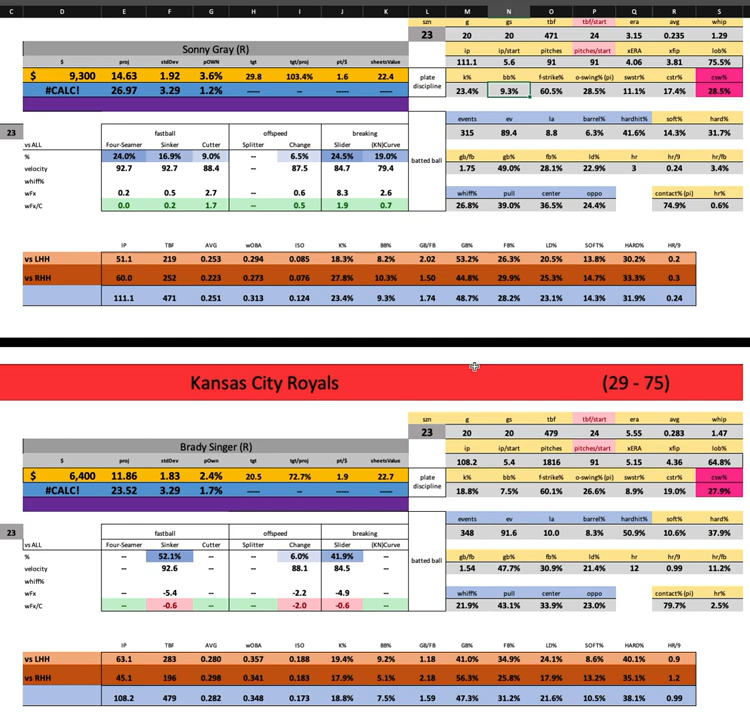 C D E F G H I J K L M N O P Q R S
szn g gs tbf tbf/start era avg whip
23 20 20 471 24 3.15 0.235 1.29
Sonny Gray (R)
ip ip/start pitches pitches/start xERA xfip lob%
111.1 5.6 91 91 4.06 3.81 75.5%
$ proj stdDev pOWN tgt tgt/proj pt/$ sheetsValue
$ 9,300 14.63 1.92 3.6% 29.8 103.4% 1.6 22.4
plate discipline k% bb% f-strike% o-swing% (pi) swstr% cstr% csw%
#CALC! 26.97 3.29 1.2% ---- --- ---- ----
23.4% 9.3% 60.5% 28.5% 11.1% 17.4% 28.5%
events ev la barrel% hardhit% soft% hard%
23 fastball offspeed breaking
315 89.4 8.8 6.3% 41.6% 14.3% 31.7%
vs ALL Four-Seamer Sinker Cutter Splitter Change Slider (KN)Curve
% 24.0% 16.9% 9.0% -- 6.5% 24.5% 19.0%
batted ball gb/fb gb% fb% ld% hr hr/9 hr/fb
velocity 92.7 92.7 88.4 -- 87.5 84.7 79.4
1.75 49.0% 28.1% 22.9% 3 0.24 3.4%
whiff%
wFx 0.2 0.5 2.7 -- 0.6 8.3 2.6
whiff% pull center oppo contact% (pi) hr%
wFx/C 0.0 0.2 1.7 -- 0.5 1.9 0.7
26.8% 39.0% 36.5% 24.4% 74.9% 0.6%
IP TBF AVG wOBA ISO K% BB% GB/FB GB% FB% LD% SOFT% HARD% HR/9
vs LHH 51.1 219 0.253 0.294 0.085 18.3% 8.2% 2.02 53.2% 26.3% 20.5% 13.8% 30.2% 0.2
vs RHH 60.0 252 0.223 0.273 0.076 27.8% 10.3% 1.50 44.8% 29.9% 25.3% 14.7% 33.3% 0.3
111.1 471 0.251 0.313 0.124 23.4% 9.3% 1.74 48.7% 28.2% 23.1% 14.3% 31.9% 0.24
Kansas City Royals (29 - 75)
szn g gs tbf tbf/start era avg whip
23 20 20 479 24 5.55 0.283 1.47
Brady Singer (R)
ip ip/start pitches pitches/start xERA xfip lob%
$ proj stdDev pOwn tgt tgt/proj pt/$ sheetsValue
108.2 5.4 1816 91 5.15 4.36 64.8%
$ 6,400 11.86 1.83 2.4% 20.5 72.7% 1.9 22.7
plate discipline k% bb% f-strike% o-swing% (pi) swstr% cstr% csw%
#CALC! 23.52 3.29 1.7% ---- --- ---- ----
18.8% 7.5% 60.1% 26.6% 8.9% 19.0% 27.9%
events ev la barrel% hardhit% soft% hard%
23 fastball offspeed breaking
348 91.6 10.0 8.3% 50.9% 10.6% 37.9%
vs ALL Four-Seamer Sinker Cutter Splitter Change Slider (KN)Curve
% -- 52.1% -- -- 6.0% 41.9% --
batted ball gb/fb gb% fb% ld% hr hr/9 hr/fb
velocity -- 92.6 -- -- 88.1 84.5 --
1.54 47.7% 30.9% 21.4% 12 0.99 11.2%
whiff%
wFx -- -5.4 -- -- -2.2 -4.9 --
whiff% pull center oppo contact% (pi) hr%
wFx/C -- -0.6 -- -- -2.0 -0.6 --
21.9% 43.1% 33.9% 23.0% 79.7% 2.5%
IP TBF AVG wOBA ISO K% BB% GB/FB GB% FB% LD% SOFT% HARD% HR/9
vs LHH 63.1 283 0.280 0.357 0.188 19.4% 9.2% 1.18 41.0% 34.9% 24.1% 8.6% 40.1% 0.9
vs RHH 45.1 196 0.298 0.341 0.183 17.9% 5.1% 2.18 56.3% 25.8% 17.9% 13.2% 35.1% 1.2
108.2 479 0.282 0.348 0.173 18.8% 7.5% 1.59 47.3% 31.2% 21.6% 10.5% 38.1% 0.99